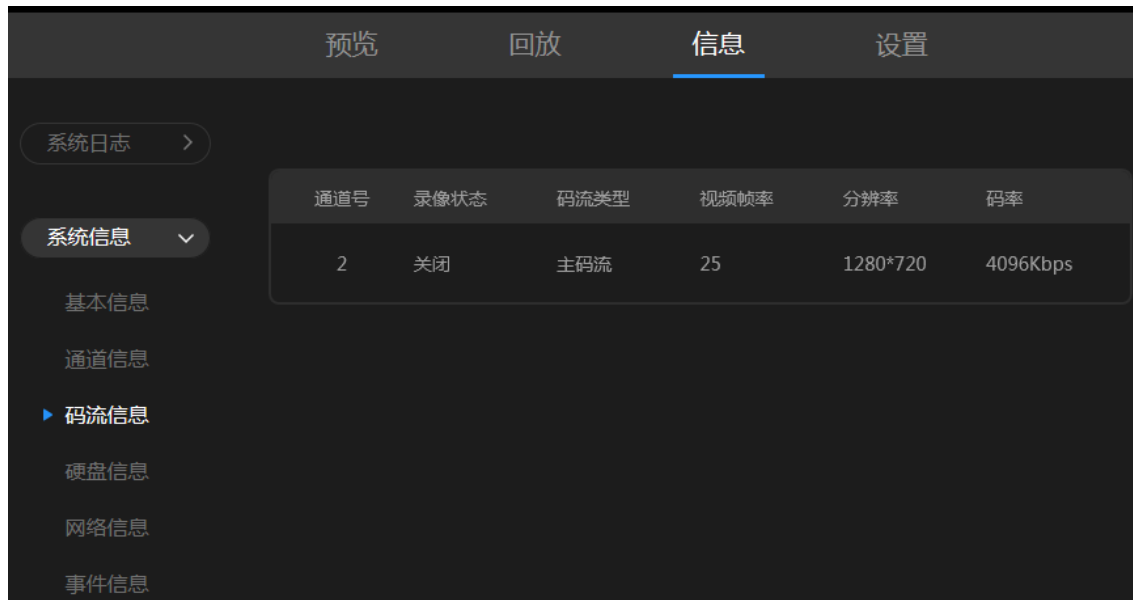 预览 回放 信息 设置
系统日志
通道号 录像状态 码流类型 视频帧率 分辨率 码率
系统信息
2 关闭 主码流 25 1280*720 4096Kbps
基本信息
通道信息
码流信息
硬盘信息
网络信息
事件信息